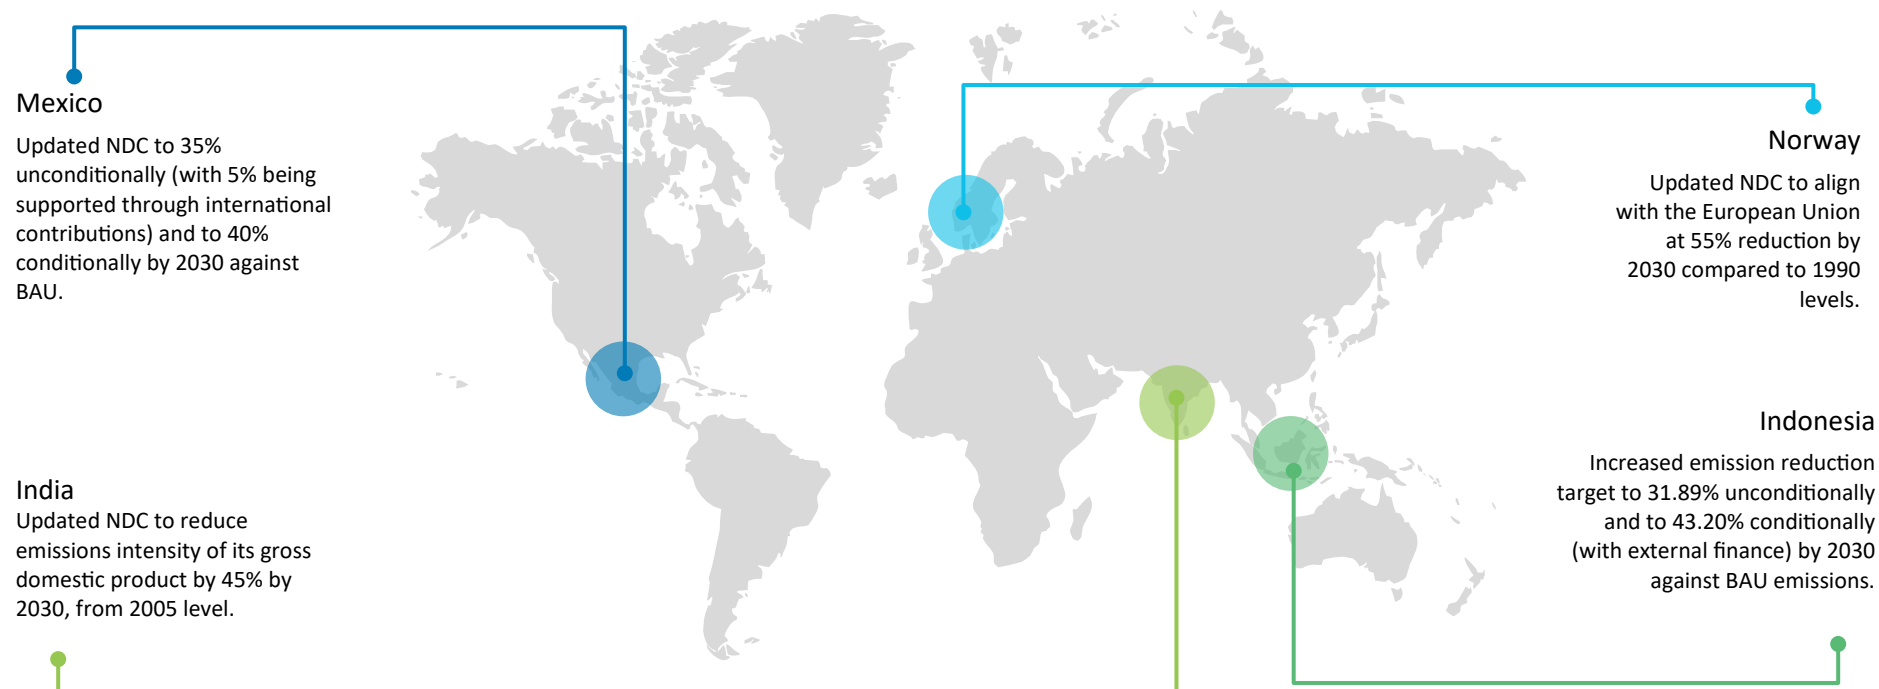 Mexico
Updated NDC to 35%
unconditionally (with 5% being
supported through international
contributions) and to 40%
conditionally by 2030 against
BAU.
India
Updated NDC to reduce
emissions intensity of its gross
domestic product by 45% by
2030, from 2005 level.
Norway
Updated NDC to align
with the European Union
at 55% reduction by
2030 compared to 1990
levels.
Indonesia
Increased emission reduction
target to 31.89% unconditionally
and to 43.20% conditionally
(with external finance) by 2030
against BAU emissions.